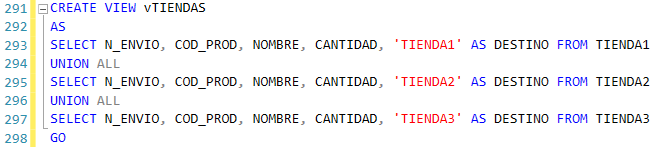 291 CREATE VIEW vTIENDAS
292 AS
293 SELECT N_ENVIO, COD_PROD, NOMBRE, CANTIDAD, 'TIENDA1' AS DESTINO FROM TIENDA1
294 UNION ALL
295 SELECT N_ENVIO, COD_PROD, NOMBRE, CANTIDAD, 'TIENDA2' AS DESTINO FROM TIENDA2
296 UNION ALL
297 SELECT N_ENVIO, COD_PROD, NOMBRE, CANTIDAD, 'TIENDA3' AS DESTINO FROM TIENDA3
298 GO